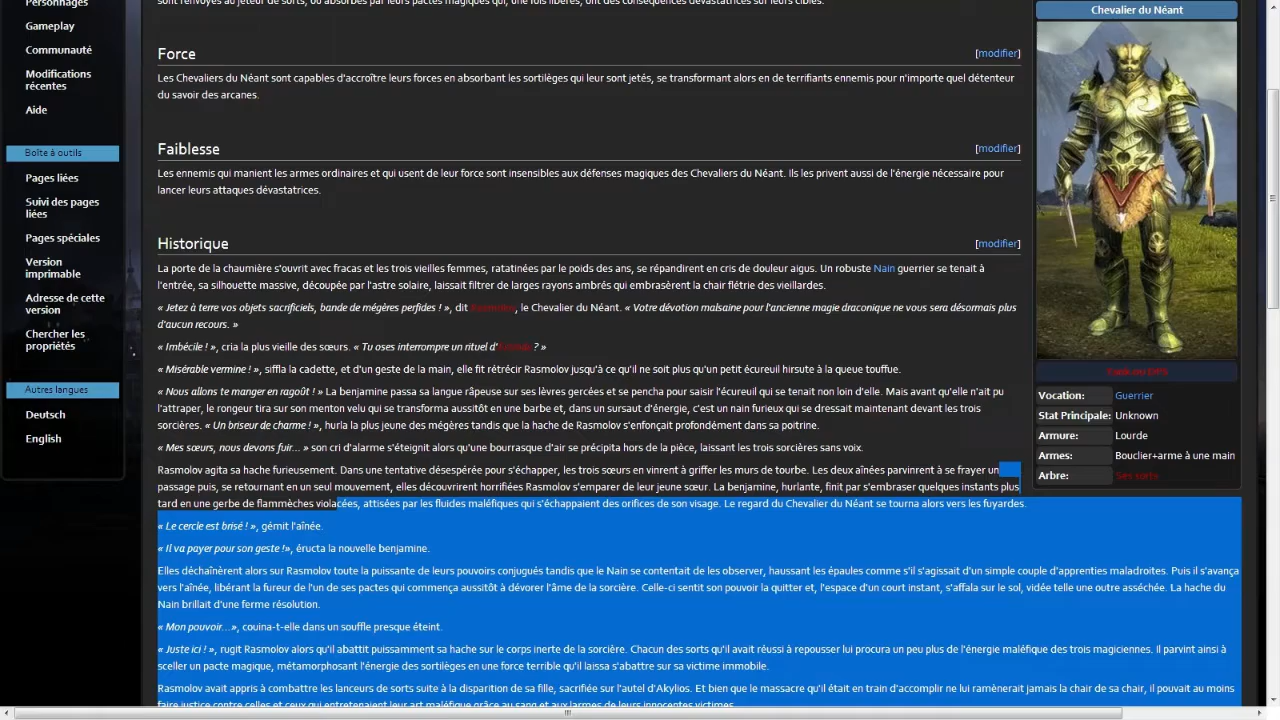 Personnages
Gameplay
Communauté
Modifications
récentes
Aide
Boîte à outils
Pages liées
Suivi des pages
liées
Pages spéciales
Version
imprimable
Adresse de cette
version
Chercher les
propriétés
Autres langues
Deutsch
English
sont renvoyés au jeteur de sorts, ou absorbés par leurs pactes magiques qui, une fois libérés, ont des conséquences dévastatrices sur leurs cibles.
Force
[modifier]
Les Chevaliers du Néant sont capables d'accroître leurs forces en absorbant les sortilèges qui leur sont jetés, se transformant alors en de terrifiants ennemis pour n'importe quel détenteur
du savoir des arcanes.
Faiblesse
[modifier]
Les ennemis qui manient les armes ordinaires et qui usent de leur force sont insensibles aux défenses magiques des Chevaliers du Néant. Ils les privent aussi de l'énergie nécessaire pour
lancer leurs attaques dévastatrices.
Historique
[modifier]
La porte de la chaumière s'ouvrit avec fracas et les trois vieilles femmes, ratatinées par le poids des ans, se répandirent en cris de douleur aigus. Un robuste Nain guerrier se tenait à
l'entrée, sa silhouette massive, découpée par l'astre solaire, laissait filtrer de larges rayons ambrés qui embrasèrent la chair flétrie des vieillardes.
« Jetez à terre vos objets sacrificiels, bande de mégères perfides ! », dit , le Chevalier du Néant. « Votre dévotion malsaine pour l'ancienne magie draconique ne vous sera désormais plus
d'aucun recours. »
« Imbécile ! », cria la plus vieille des sœurs. « Tu oses interrompre un rituel d' ? »
« Misérable vermine ! », siffla la cadette, et d'un geste de la main, elle fit rétrécir Rasmolov jusqu'à ce qu'il ne soit plus qu'un petit écureuil hirsute à la queue touffue.
« Nous allons te manger en ragoût ! » La benjamine passa sa langue râpeuse sur ses lèvres gercées et se pencha pour saisir l'écureuil qui se tenait non loin d'elle. Mais avant qu'elle n'ait pu
l'attraper, le rongeur tira sur son menton velu qui se transforma aussitôt en une barbe et, dans un sursaut d'énergie, c'est un nain furieux qui se dressait maintenant devant les trois
sorcières. « Un briseur de charme ! », hurla la plus jeune des mégères tandis que la hache de Rasmolov s'enfonçait profondément dans sa poitrine.
« Mes sœurs, nous devons fuir... » son cri d'alarme s'éteignit alors qu'une bourrasque d'air se précipita hors de la pièce, laissant les trois sorcières sans voix.
Rasmolov agita sa hache furieusement. Dans une tentative désespérée pour s'échapper, les trois sœurs en vinrent à griffer les murs de tourbe. Les deux aînées parvinrent à se frayer un
passage puis, se retournant en un seul mouvement, elles découvrirent horrifiées Rasmolov s'emparer de leur jeune sœur. La benjamine, hurlante, finit par s'embraser quelques instants plus
tard en une gerbe de flammèches violacées, attisées par les fluides maléfiques qui s'échappaient des orifices de son visage. Le regard du Chevalier du Néant se tourna alors vers les fuyardes.
« Le cercle est brisé ! », gémit l'aînée.
« Il va payer pour son geste !», éructa la nouvelle benjamine.
Elles déchaînèrent alors sur Rasmolov toute la puissante de leurs pouvoirs conjugués tandis que le Nain se contentait de les observer, haussant les épaules comme s'il s'agissait d'un simple couple d'apprenties maladroites. Puis il s'avança
vers l'aînée, libérant la fureur de l'un de ses pactes qui commença aussitôt à dévorer l'âme de la sorcière. Celle-ci sentit son pouvoir la quitter et, l'espace d'un court instant, s'affala sur le sol, vidée telle une outre asséchée. La hache du
Nain brillait d'une ferme résolution.
« Mon pouvoir...», couina-t-elle dans un souffle presque éteint.
« Juste ici ! », rugit Rasmolov alors qu'il abattit puissamment sa hache sur le corps inerte de la sorcière. Chacun des sorts qu'il avait réussi à repousser lui procura un peu plus de l'énergie maléfique des trois magiciennes. Il parvint ainsi à
sceller un pacte magique, métamorphosant l'énergie des sortilèges en une force terrible qu'il laissa s'abattre sur sa victime immobile.
Rasmolov avait appris à combattre les lanceurs de sorts suite à la disparition de sa fille, sacrifiée sur l'autel d'Akylios. Et bien que le massacre qu'il était en train d'accomplir ne lui ramènerait jamais la chair de sa chair, il pouvait au moins
faire justice contre celles et ceux qui entretenaient leur art maléfique grâce au sang et aux larmes de leurs innocentes victimes.
Chevalier du Néant
Tank ou DPS
Vocation: Guerrier
Stat Principale: Unknown
Armure: Lourde
Armes: Bouclier+arme à une main
Arbre: Ses sorts